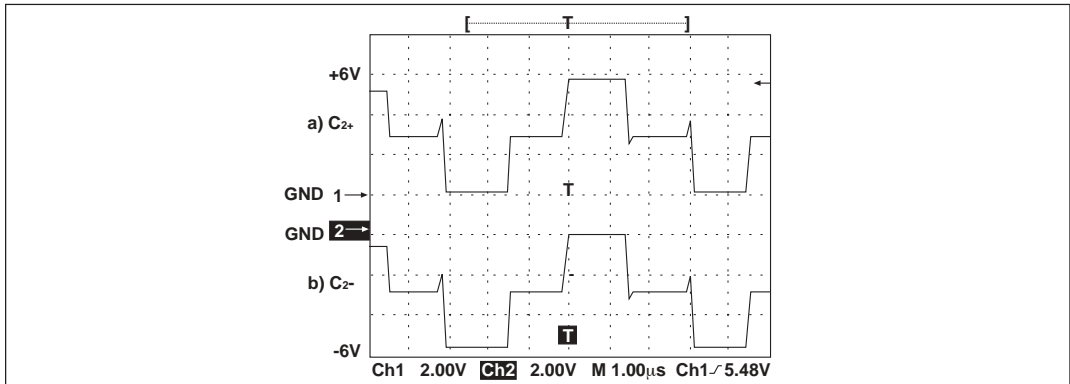 [ T ]
+6V
a) C2+
GND 1
T
2
GND
b) C2-
T
-6V
Ch1 2.00V Ch2 2.00V M 1.00μs Ch1 5.48V